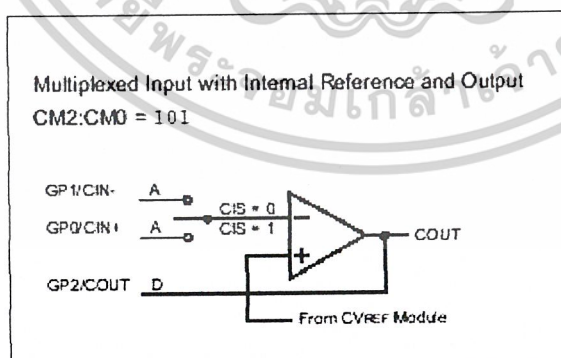 Multiplexed Input with Internal Reference and Output
CM2:CM0 = 101
GP1/CIN- A
CIS = 0
GP0/CIN+ A
CIS = 1
COUT
GP2/COUT D
From CVREF Module